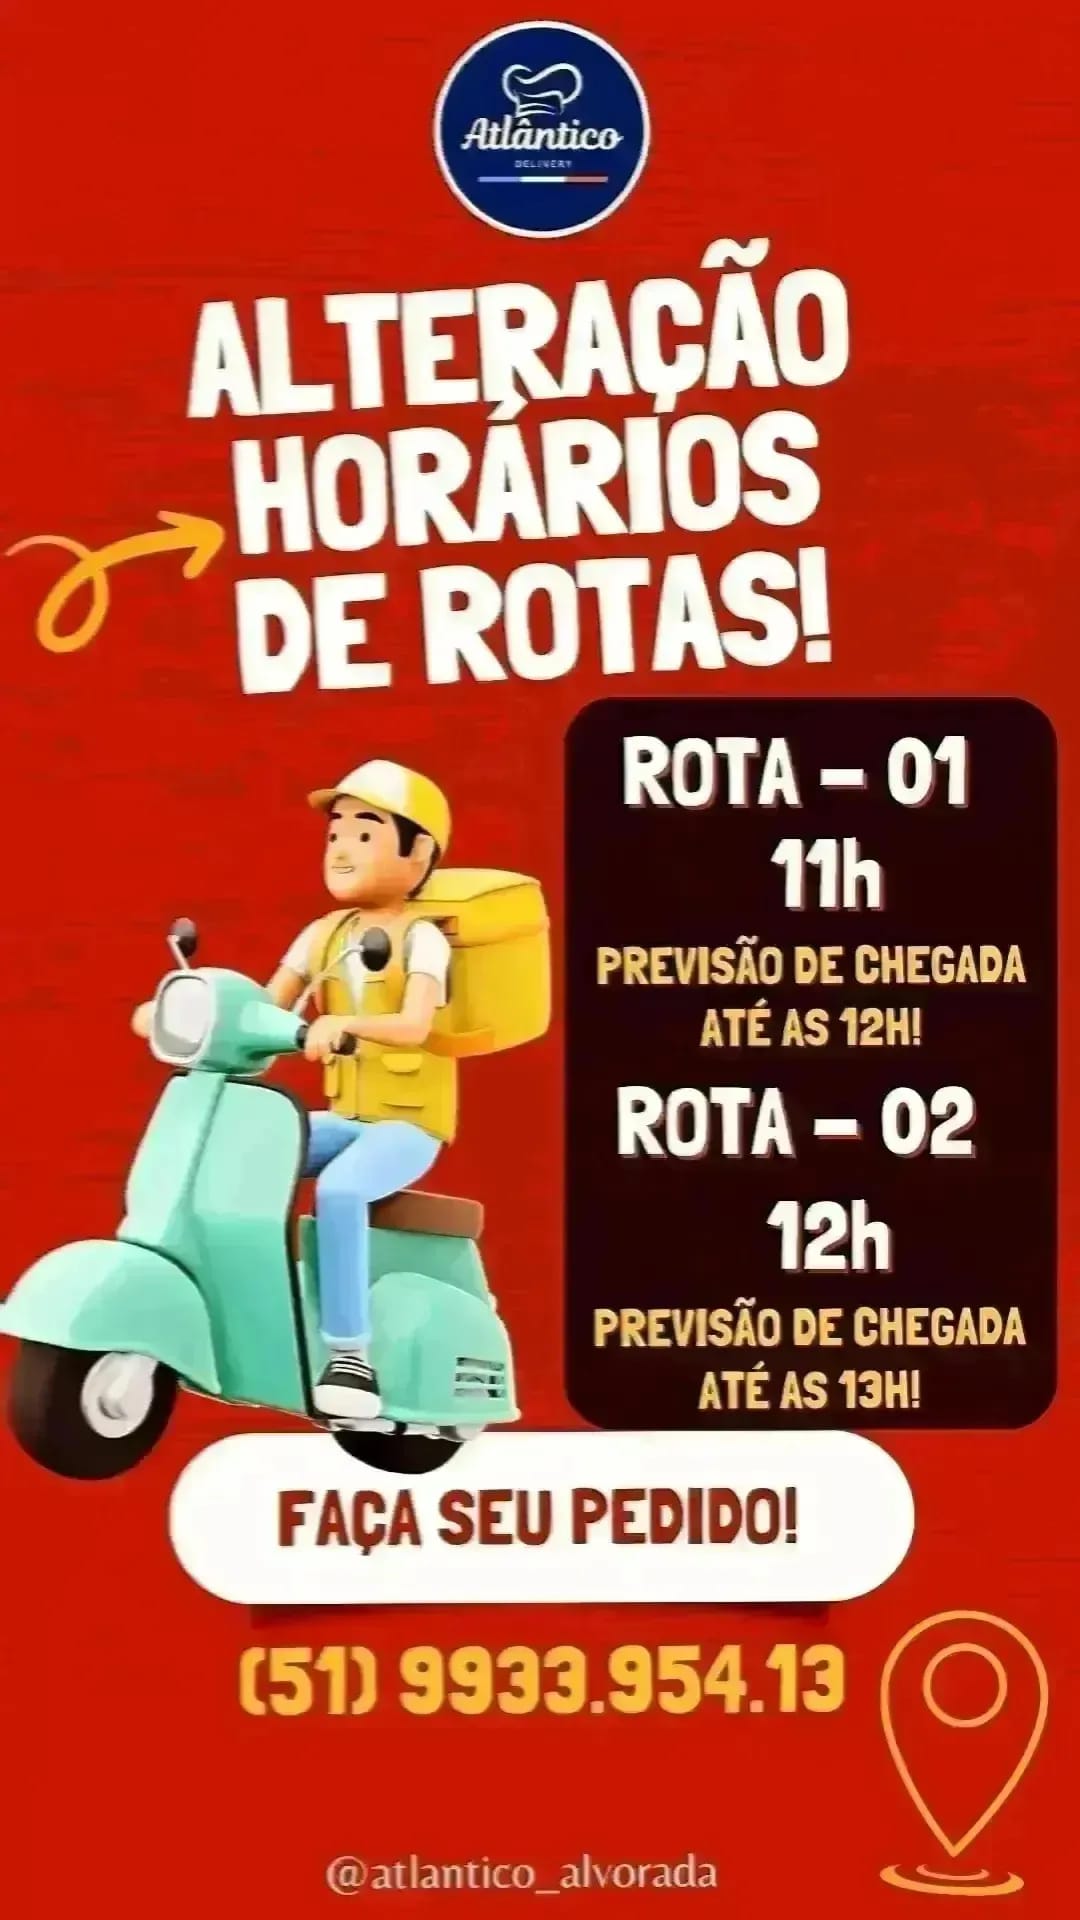 Atlântico
DELIVERY
ALTERAÇÃO
HORÁRIOS
DE ROTAS!
ROTA - 01
11h
PREVISÃO DE CHEGADA
ATÉ AS 12H!
ROTA - 02
12h
PREVISÃO DE CHEGADA
ATÉ AS 13H!
FAÇA SEU PEDIDO!
(51) 9933.954.13
@atlantico_alvorada